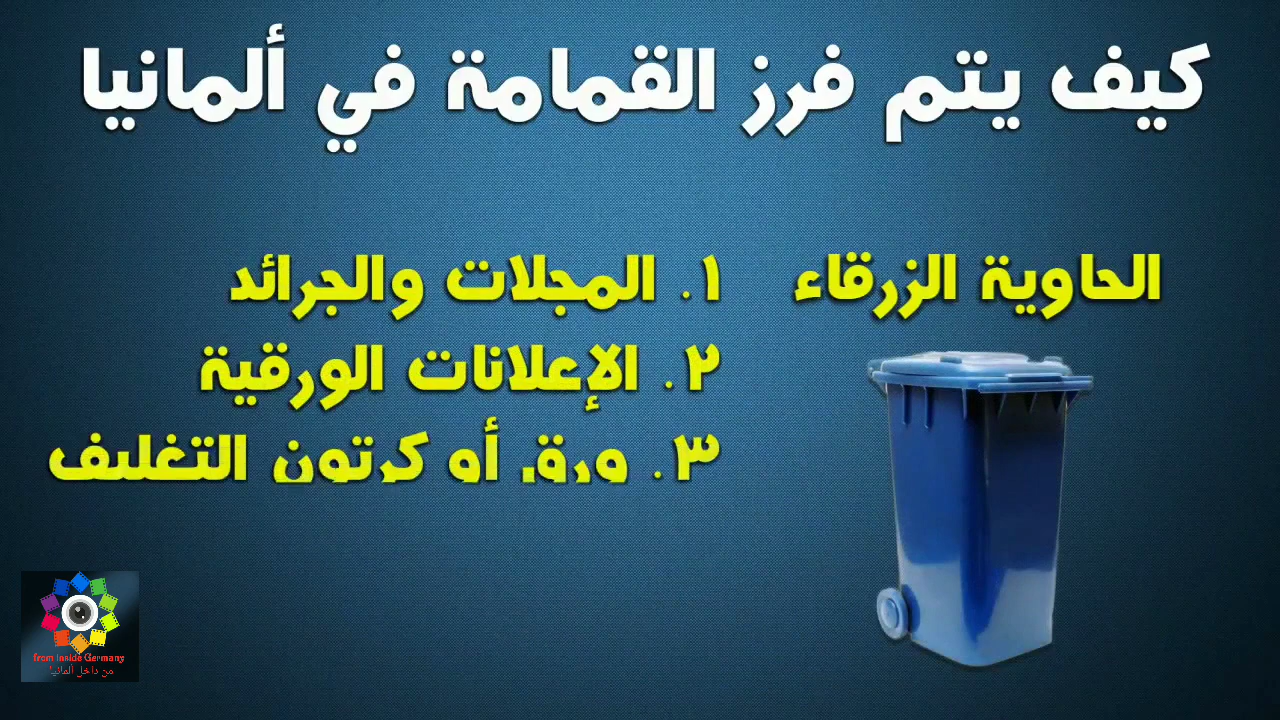 كيف يتم فرز القمامة في ألمانيا
الحاوية الزرقاء
١. المجلات والجرائد
٢. الإعلانات الورقية
٣. ورق أو كرتون التغليف
from Inside Germany
من داخل ألمانيا